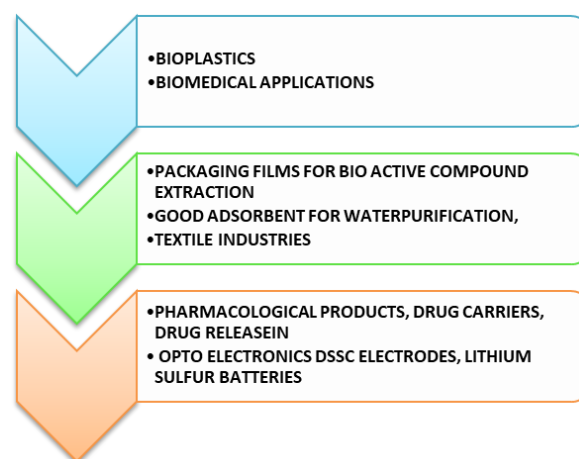 •BIOPLASTICS
•BIOMEDICAL APPLICATIONS
•PACKAGING FILMS FOR BIO ACTIVE COMPOUND
EXTRACTION
•GOOD ADSORBENT FOR WATERPURIFICATION,
•TEXTILE INDUSTRIES
•PHARMACOLOGICAL PRODUCTS, DRUG CARRIERS,
DRUG RELEASEIN
• OPTO ELECTRONICS DSSC ELECTRODES, LITHIUM
SULFUR BATTERIES